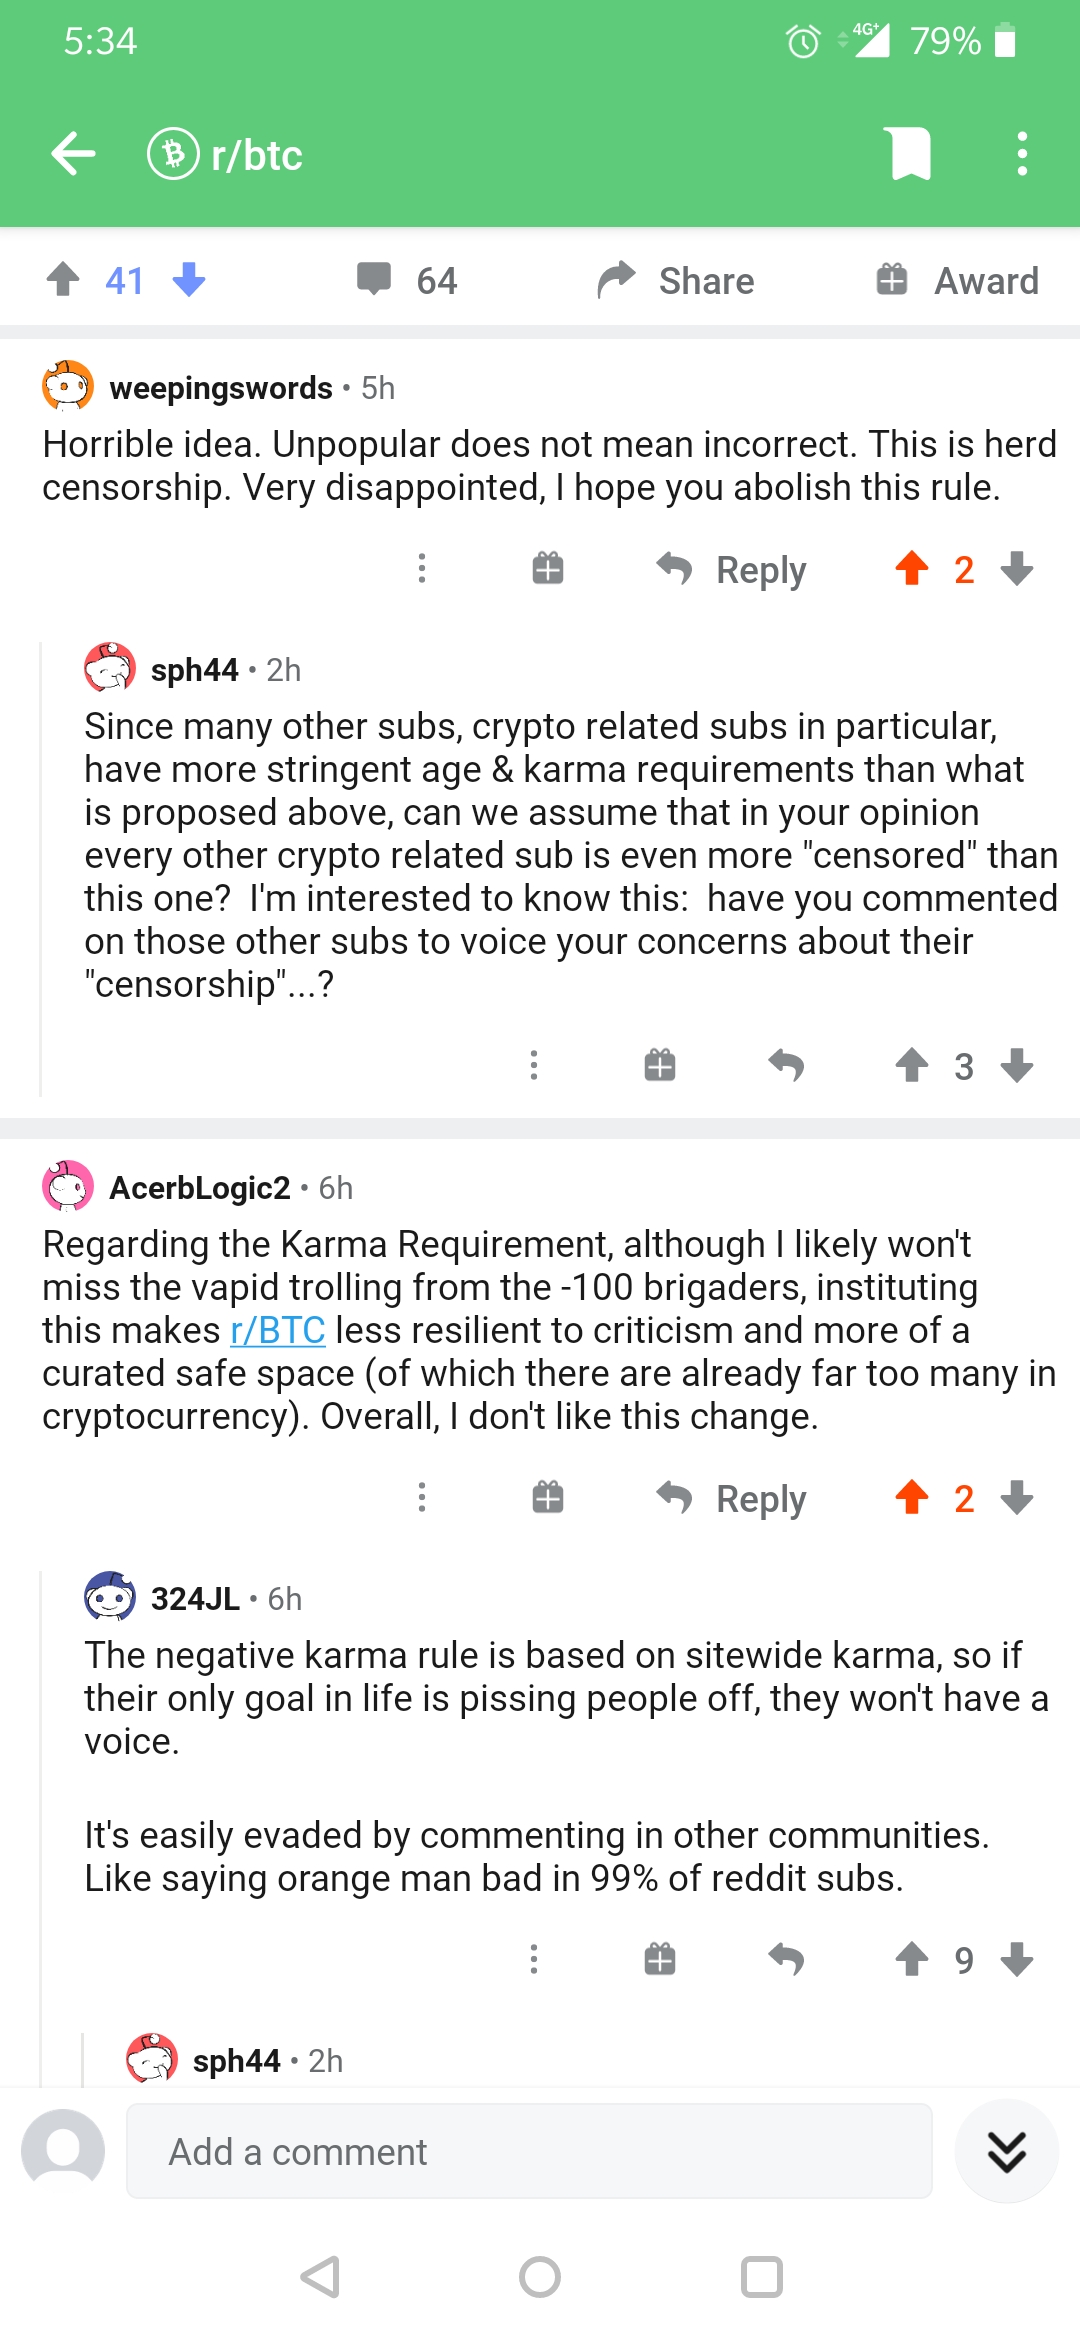 5:34
4G+ 79%
r/btc
41 64 Share Award
weepingswords • 5h
Horrible idea. Unpopular does not mean incorrect. This is herd
censorship. Very disappointed, I hope you abolish this rule.
Reply 2
sph44 • 2h
Since many other subs, crypto related subs in particular,
have more stringent age & karma requirements than what
is proposed above, can we assume that in your opinion
every other crypto related sub is even more "censored" than
this one?  I'm interested to know this:  have you commented
on those other subs to voice your concerns about their
"censorship"...?
3
AcerbLogic2 • 6h
Regarding the Karma Requirement, although I likely won't
miss the vapid trolling from the -100 brigaders, instituting
this makes r/BTC less resilient to criticism and more of a
curated safe space (of which there are already far too many in
cryptocurrency). Overall, I don't like this change.
Reply 2
324JL • 6h
The negative karma rule is based on sitewide karma, so if
their only goal in life is pissing people off, they won't have a
voice.
It's easily evaded by commenting in other communities.
Like saying orange man bad in 99% of reddit subs.
9
sph44 • 2h
Add a comment